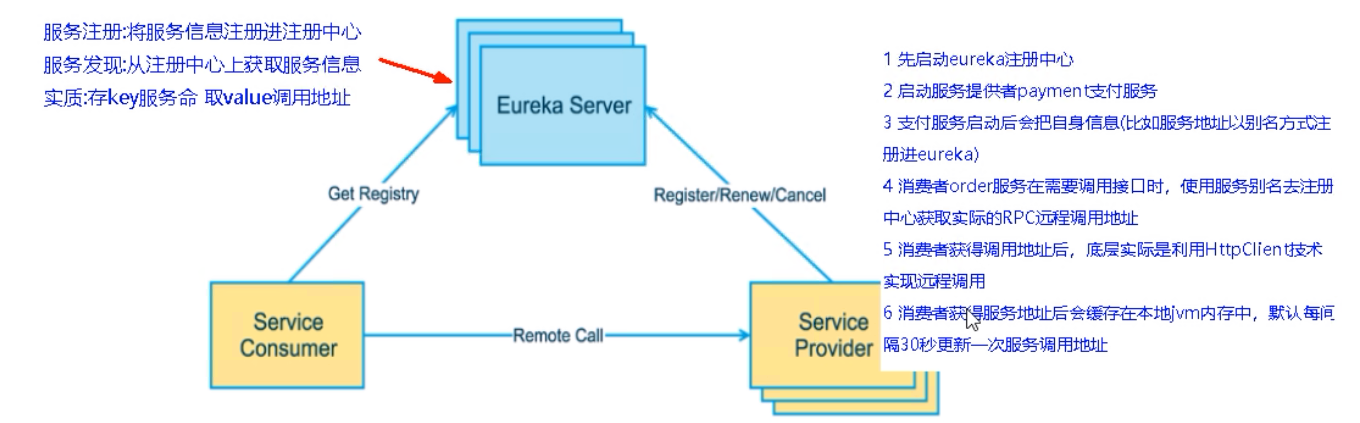 服务注册:将服务信息注册进注册中心
服务发现:从注册中心上获取服务信息
实质:存key服务命 取value调用地址
Eureka Server
Get Registry
Register/Renew/Cancel
Service
Consumer
Remote Call
Service
Provider
1 先启动eureka注册中心
2 启动服务提供者payment支付服务
3 支付服务启动后会把自身信息(比如服务地址以别名方式注
册进eureka)
4 消费者order服务在需要调用接口时，使用服务别名去注册
中心获取实际的RPC远程调用地址
5 消费者获得调用地址后，底层实际是利用HttpClient技术
实现远程调用
6 消费者获得服务地址后会缓存在本地jvm内存中，默认每间
隔30秒更新一次服务调用地址